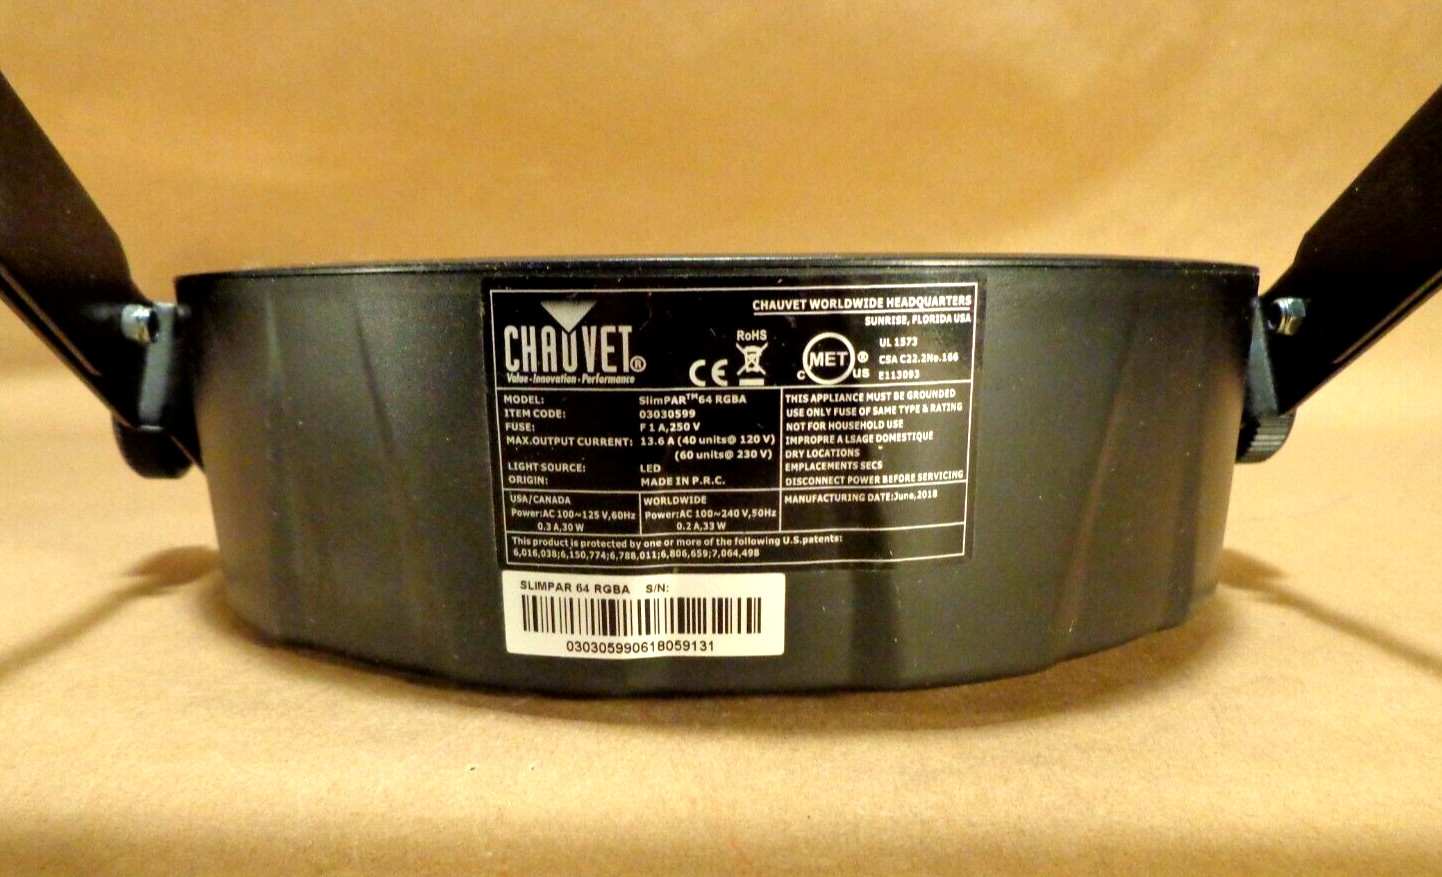 CHAUVET®
Value·Innovation·Performance
CE
RoHS
CHAUVET WORLDWIDE HEADQUARTERS
SUNRISE, FLORIDA USA
c MET ® US
UL 1573
CSA C22.2No.166
E113093
MODEL: SlimPAR™64 RGBA
ITEM CODE: 03030599
FUSE: F 1 A,250 V
MAX.OUTPUT CURRENT: 13.6 A (40 units@ 120 V)
(60 units@ 230 V)
LIGHT SOURCE: LED
ORIGIN: MADE IN P.R.C.
THIS APPLIANCE MUST BE GROUNDED
USE ONLY FUSE OF SAME TYPE & RATING
NOT FOR HOUSEHOLD USE
IMPROPRE A LSAGE DOMESTIQUE
DRY LOCATIONS
EMPLACEMENTS SECS
DISCONNECT POWER BEFORE SERVICING
USA/CANADA
Power:AC 100~125 V,60Hz
0.3 A,30 W
WORLDWIDE
Power:AC 100~240 V,50Hz
0.2 A,33 W
MANUFACTURING DATE:June,2018
This product is protected by one or more of the following U.S.patents:
6,016,038;6,150,774;6,788,011;6,806,659;7,064,498
SLIMPAR 64 RGBA S/N:
030305990618059131